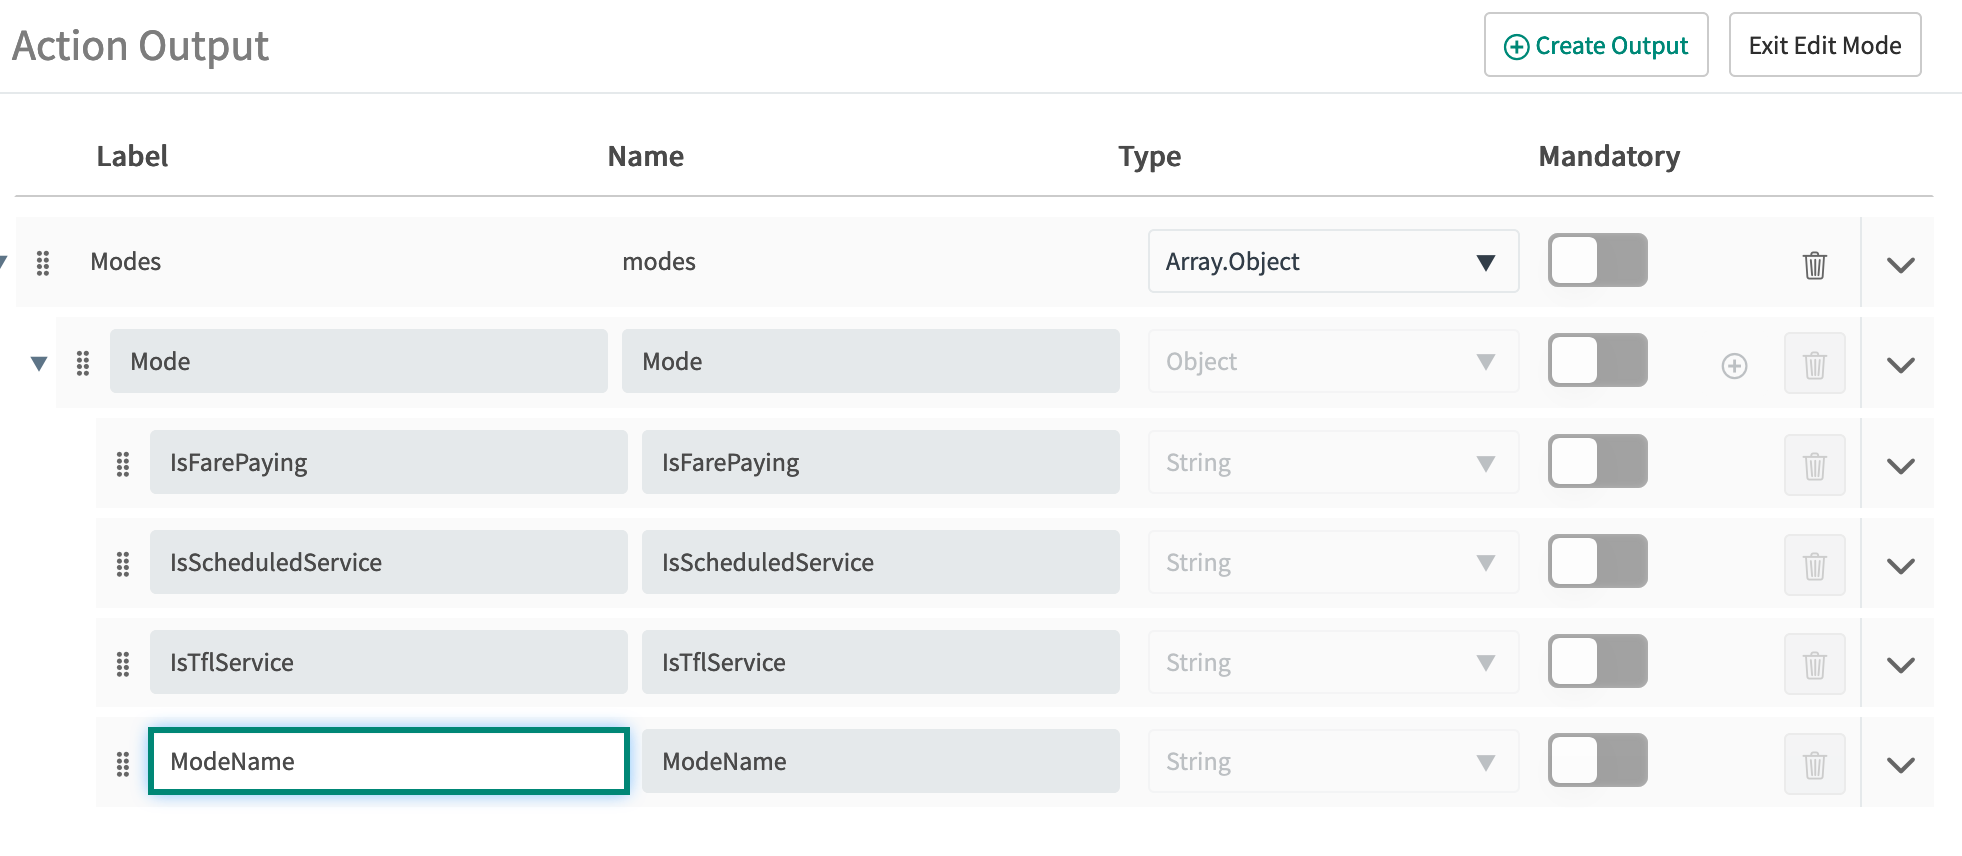 Action Output
Create Output
Exit Edit Mode
Label Name Type Mandatory
Modes modes Array.Object
Mode Mode Object
IsFarePaying IsFarePaying String
IsScheduledService IsScheduledService String
IsTflService IsTflService String
ModeName ModeName String